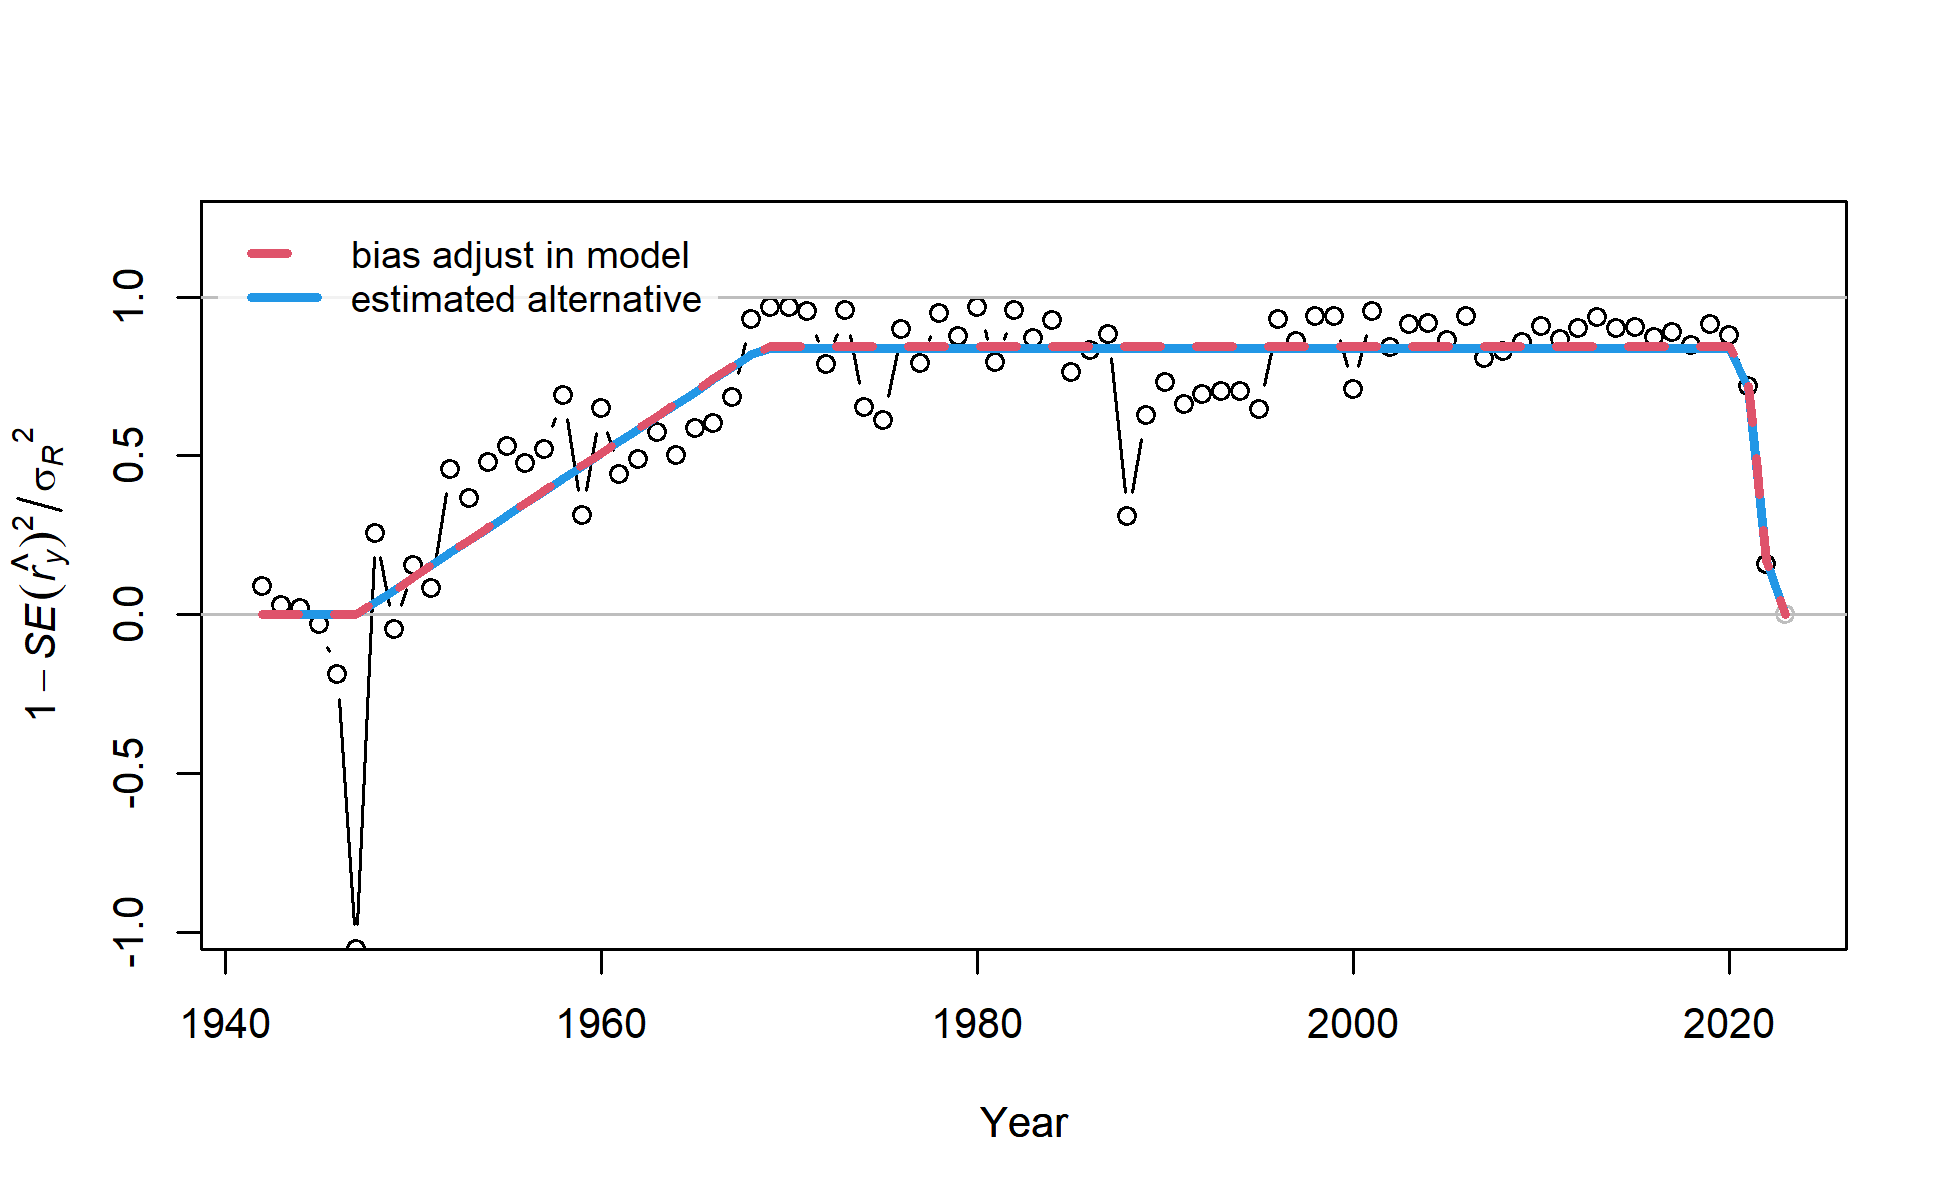 bias adjust in model
estimated alternative
1 − SE(r̂y)² / σR²
1.0
0.5
0.0
-0.5
-1.0
1940 1960 1980 2000 2020
Year